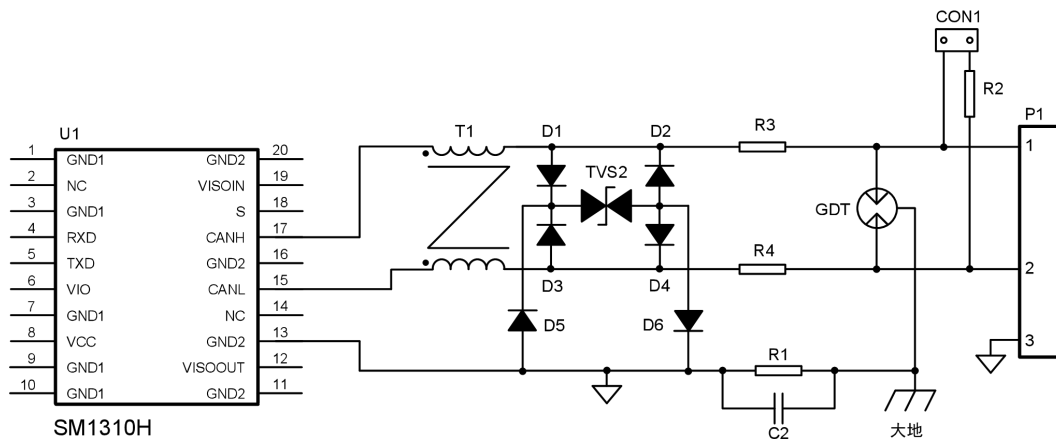 CON1
R2
P1
U1
T1
D1
D2
R3
1
1 GND1 GND2 20
2 NC VISOIN 19
TVS2
3 GND1 S 18
GDT
4 RXD CANH 17
5 TXD GND2 16
R4
6 VIO CANL 15
2
D3
D4
7 GND1 NC 14
D5
D6
8 VCC GND2 13
3
9 GND1 VISOOUT 12
R1
10 GND1 GND2 11
C2
大地
SM1310H